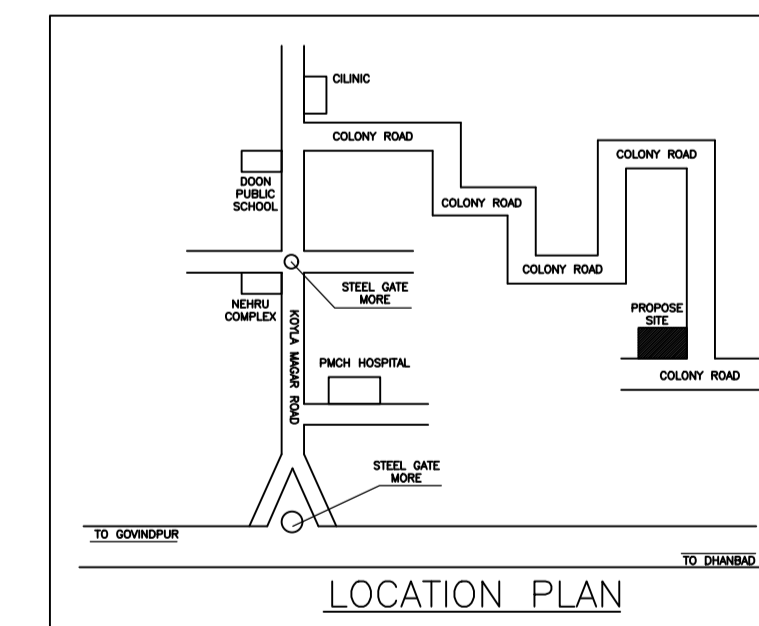 CILINIC
COLONY ROAD
COLONY ROAD
DOON
PUBLIC
SCHOOL
COLONY ROAD
COLONY ROAD
STEEL GATE
MORE
NEHRU
COMPLEX
PROPOSE
SITE
KOYLA MAGAR ROAD
PMCH HOSPITAL
COLONY ROAD
STEEL GATE
MORE
TO GOVINDPUR
TO DHANBAD
LOCATION PLAN